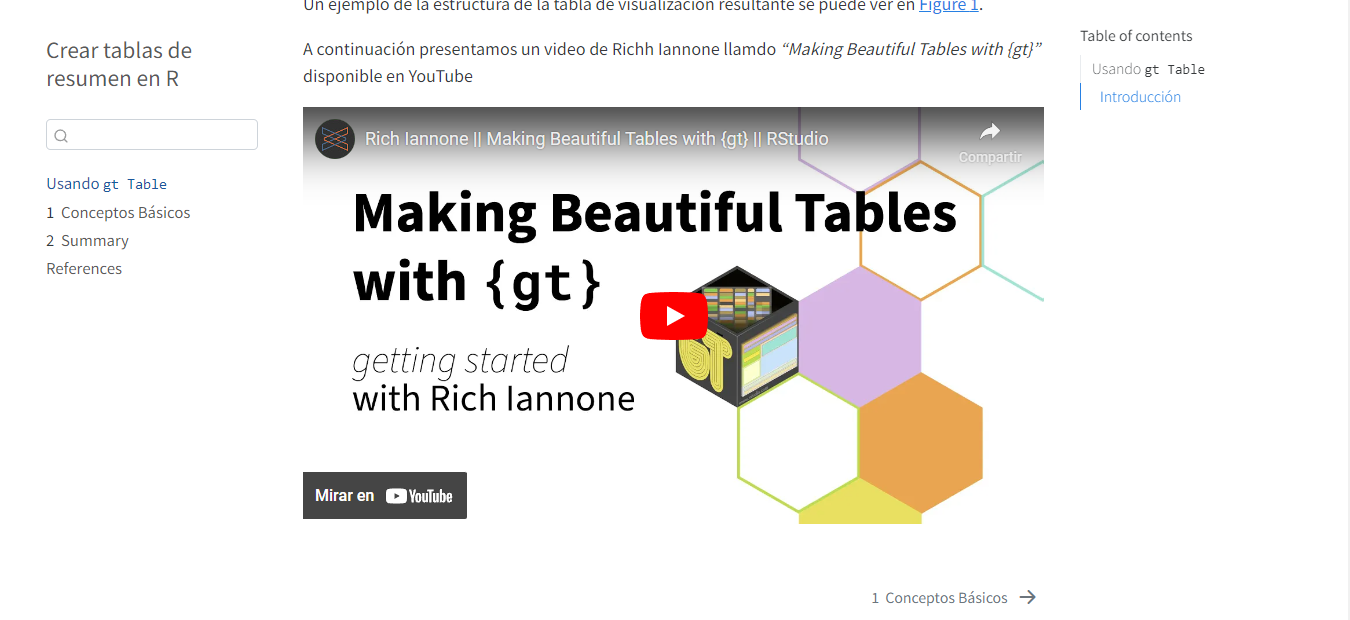 Un ejemplo de la estructura de la tabla de visualización resultante se puede ver en Figure 1.
Crear tablas de
resumen en R
Usando gt Table
1 Conceptos Básicos
2 Summary
References
A continuación presentamos un video de Richh Iannone llamdo “Making Beautiful Tables with {gt}”
disponible en YouTube
Rich Iannone || Making Beautiful Tables with {gt} || RStudio
Compartir
Making Beautiful Tables
with {gt}
getting started
with Rich Iannone
GT
Mirar en YouTube
1 Conceptos Básicos
Table of contents
Usando gt Table
Introducción